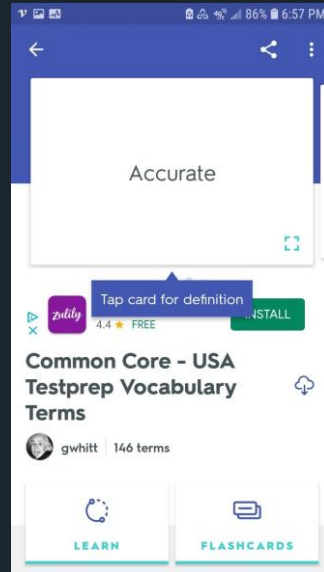 86% 6:57 PM
Accurate
Tap card for definition
zulily
4.4 ★ FREE
INSTALL
Common Core - USA
Testprep Vocabulary
Terms
gwhitt 146 terms
LEARN FLASHCARDS